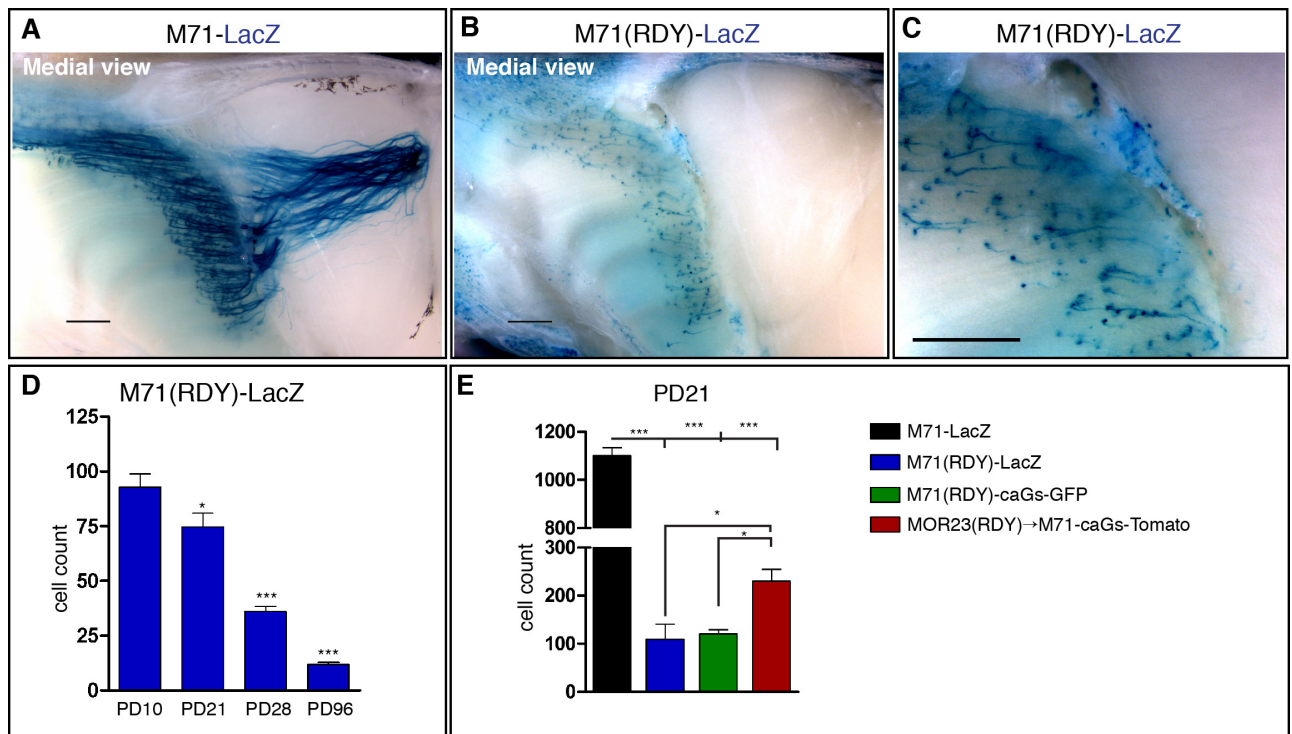 A
M71-LacZ
Medial view
B
M71(RDY)-LacZ
Medial view
C
M71(RDY)-LacZ
D
M71(RDY)-LacZ
cell count
125
100
75
50
25
0
*
***
***
PD10 PD21 PD28 PD96
E
PD21
cell count
1200
1000
800
300
200
100
0
*** *** ***
*
*
M71-LacZ
M71(RDY)-LacZ
M71(RDY)-caGs-GFP
MOR23(RDY)→M71-caGs-Tomato